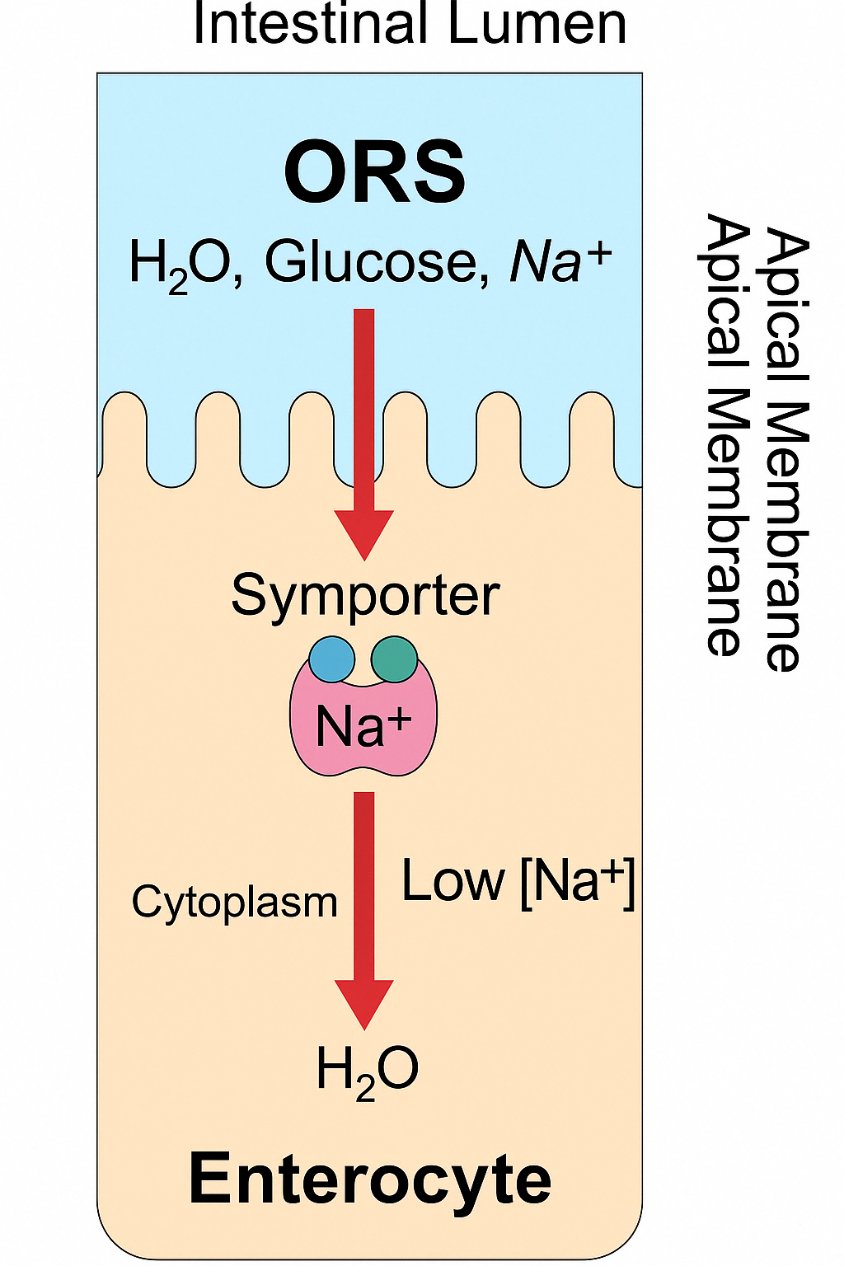 Intestinal Lumen
ORS
H₂O, Glucose, Na⁺
Apical Membrane
Apical Membrane
Symporter
Na⁺
Cytoplasm
Low [Na⁺]
H₂O
Enterocyte